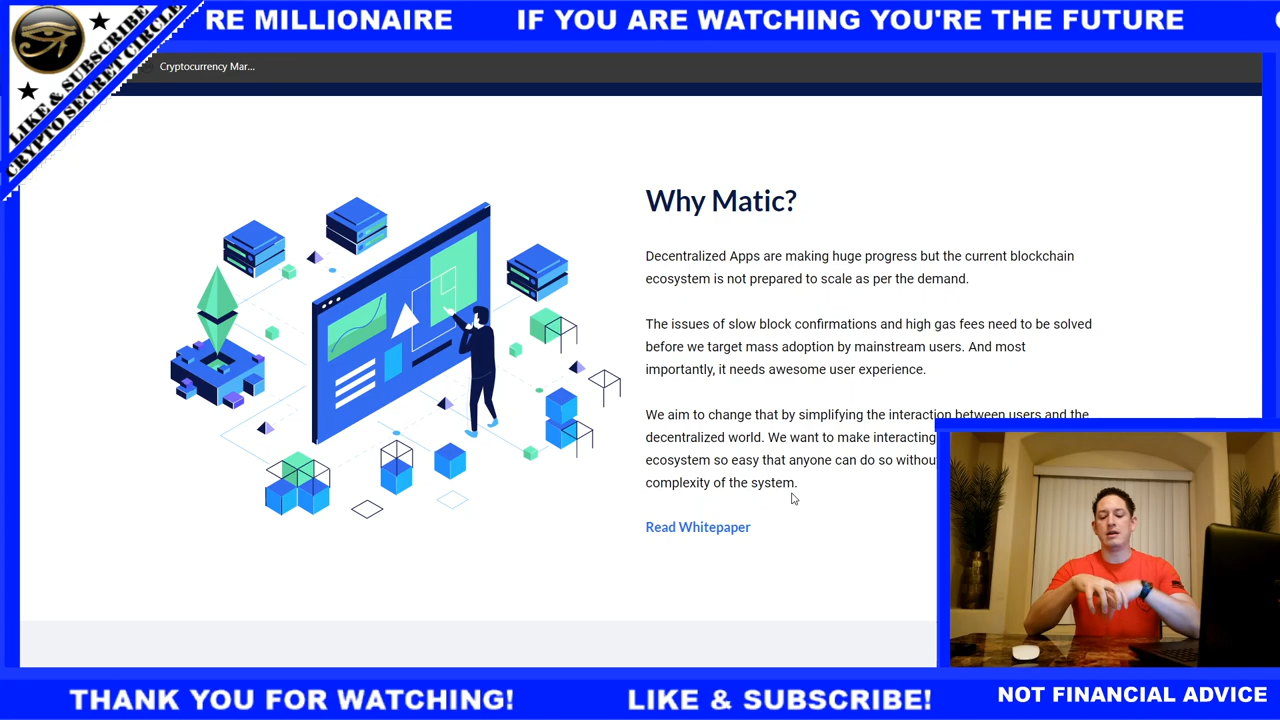 RE MILLIONAIRE
IF YOU ARE WATCHING YOU'RE THE FUTURE
LIKE & SUBSCRIBE
CRYPTO SECRET CIRCLE
Cryptocurrency Mar...
Why Matic?
Decentralized Apps are making huge progress but the current blockchain
ecosystem is not prepared to scale as per the demand.
The issues of slow block confirmations and high gas fees need to be solved
before we target mass adoption by mainstream users. And most
importantly, it needs awesome user experience.
We aim to change that by simplifying the interaction between users and the
decentralized world. We want to make interacting
ecosystem so easy that anyone can do so withou
complexity of the system.
Read Whitepaper
THANK YOU FOR WATCHING!
LIKE & SUBSCRIBE!
NOT FINANCIAL ADVICE